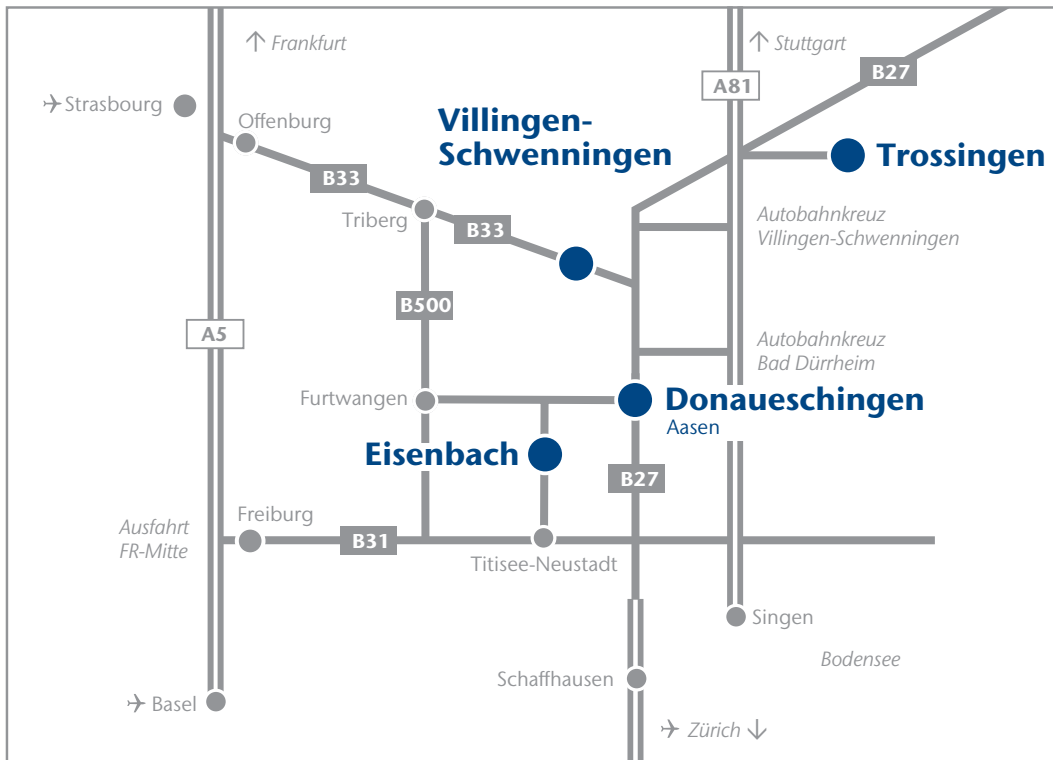 Frankfurt
Stuttgart
B27
A81
Strasbourg
Offenburg
Villingen-
Schwenningen
Trossingen
B33
Triberg
B33
Autobahnkreuz
Villingen-Schwenningen
B500
A5
Autobahnkreuz
Bad Dürrheim
Furtwangen
Donaueschingen
Aasen
Eisenbach
B27
Freiburg
Ausfahrt
FR-Mitte
B31
Titisee-Neustadt
Singen
Bodensee
Schaffhausen
Basel
Zürich